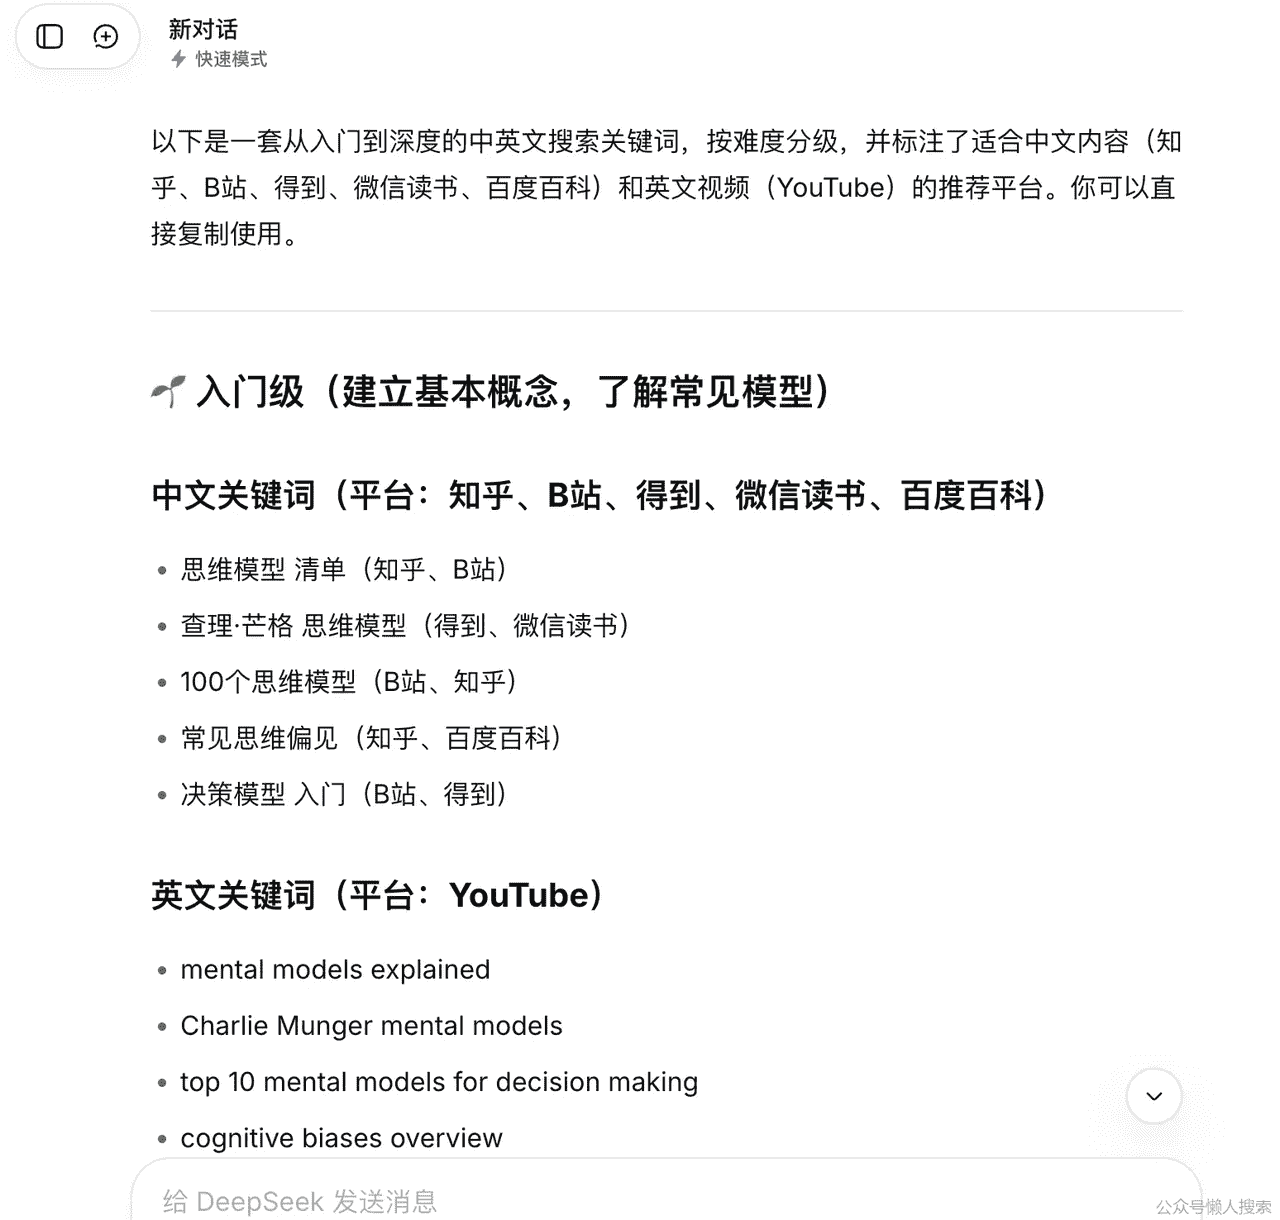 新对话
快速模式
以下是一套从入门到深度的中英文搜索关键词，按难度分级，并标注了适合中文内容（知
乎、B站、得到、微信读书、百度百科）和英文视频（YouTube）的推荐平台。你可以直
接复制使用。
入门级（建立基本概念，了解常见模型）
中文关键词（平台：知乎、B站、得到、微信读书、百度百科）
• 思维模型 清单（知乎、B站）
• 查理·芒格 思维模型（得到、微信读书）
• 100个思维模型（B站、知乎）
• 常见思维偏见（知乎、百度百科）
• 决策模型 入门（B站、得到）
英文关键词（平台：YouTube）
• mental models explained
• Charlie Munger mental models
• top 10 mental models for decision making
• cognitive biases overview
给 DeepSeek 发送消息
公众号懒人搜索